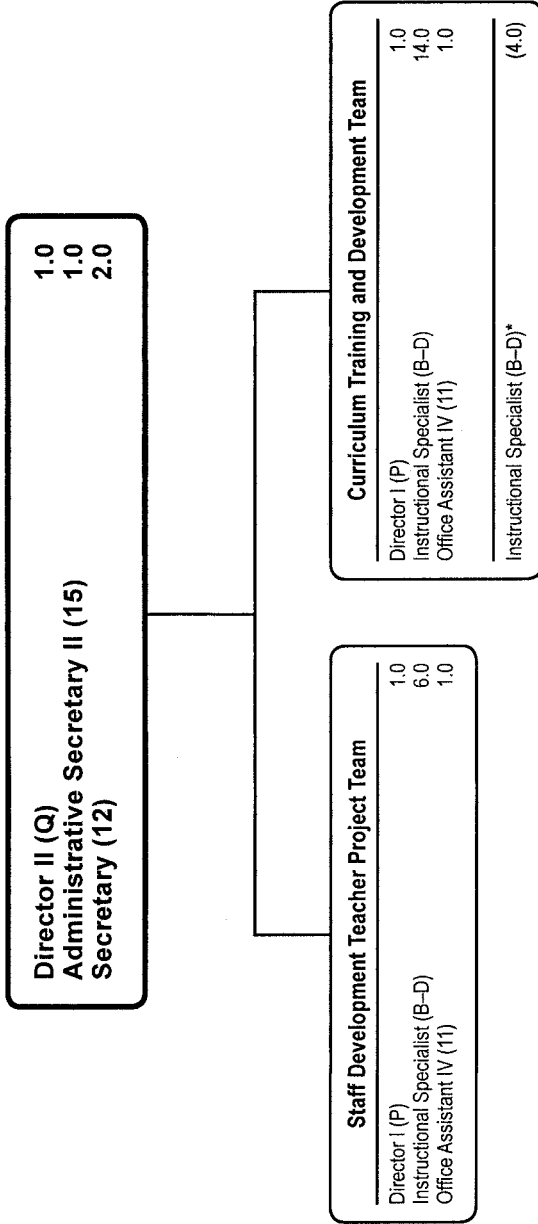 Director II (Q) 1.0
Administrative Secretary II (15) 1.0
Secretary (12) 2.0
Staff Development Teacher Project Team
Director I (P) 1.0
Instructional Specialist (B–D) 6.0
Office Assistant IV (11) 1.0
Curriculum Training and Development Team
Director I (P) 1.0
Instructional Specialist (B–D) 14.0
Office Assistant IV (11) 1.0
Instructional Specialist (B–D)* (4.0)